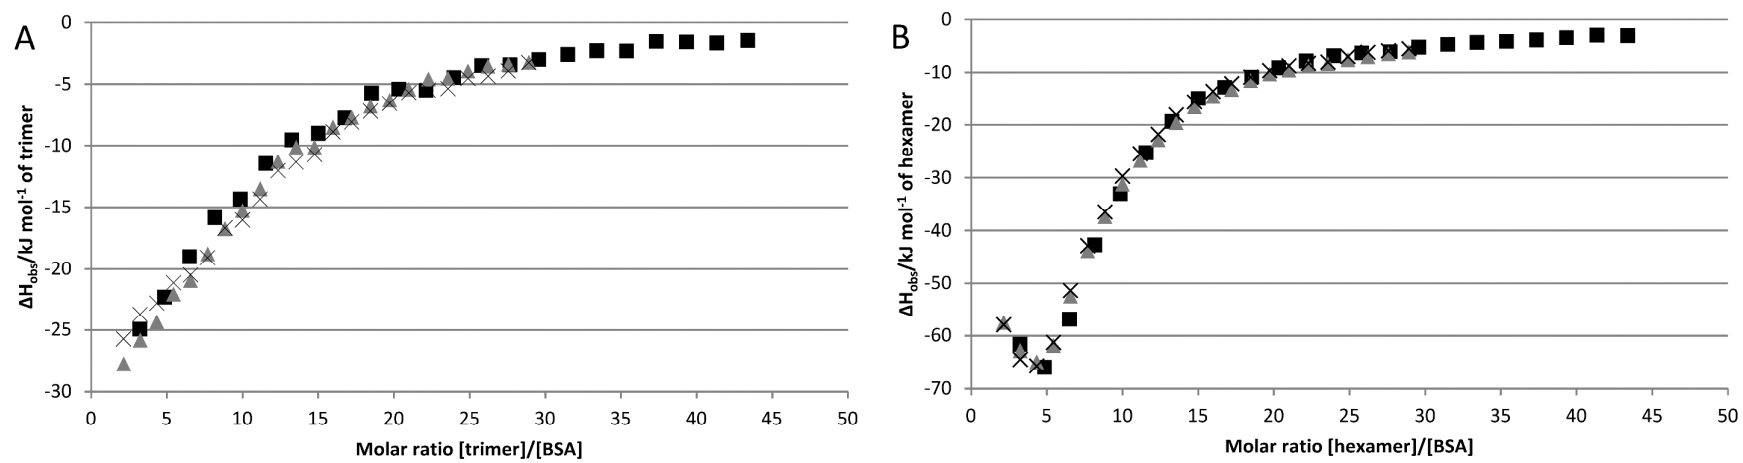 A
0
-5
-10
-15
-20
-25
-30
ΔHobs/kJ mol-1 of trimer
0 5 10 15 20 25 30 35 40 45 50
Molar ratio [trimer]/[BSA]
B
0
-10
-20
-30
-40
-50
-60
-70
ΔHobs/kJ mol-1 of hexamer
0 5 10 15 20 25 30 35 40 45 50
Molar ratio [hexamer]/[BSA]